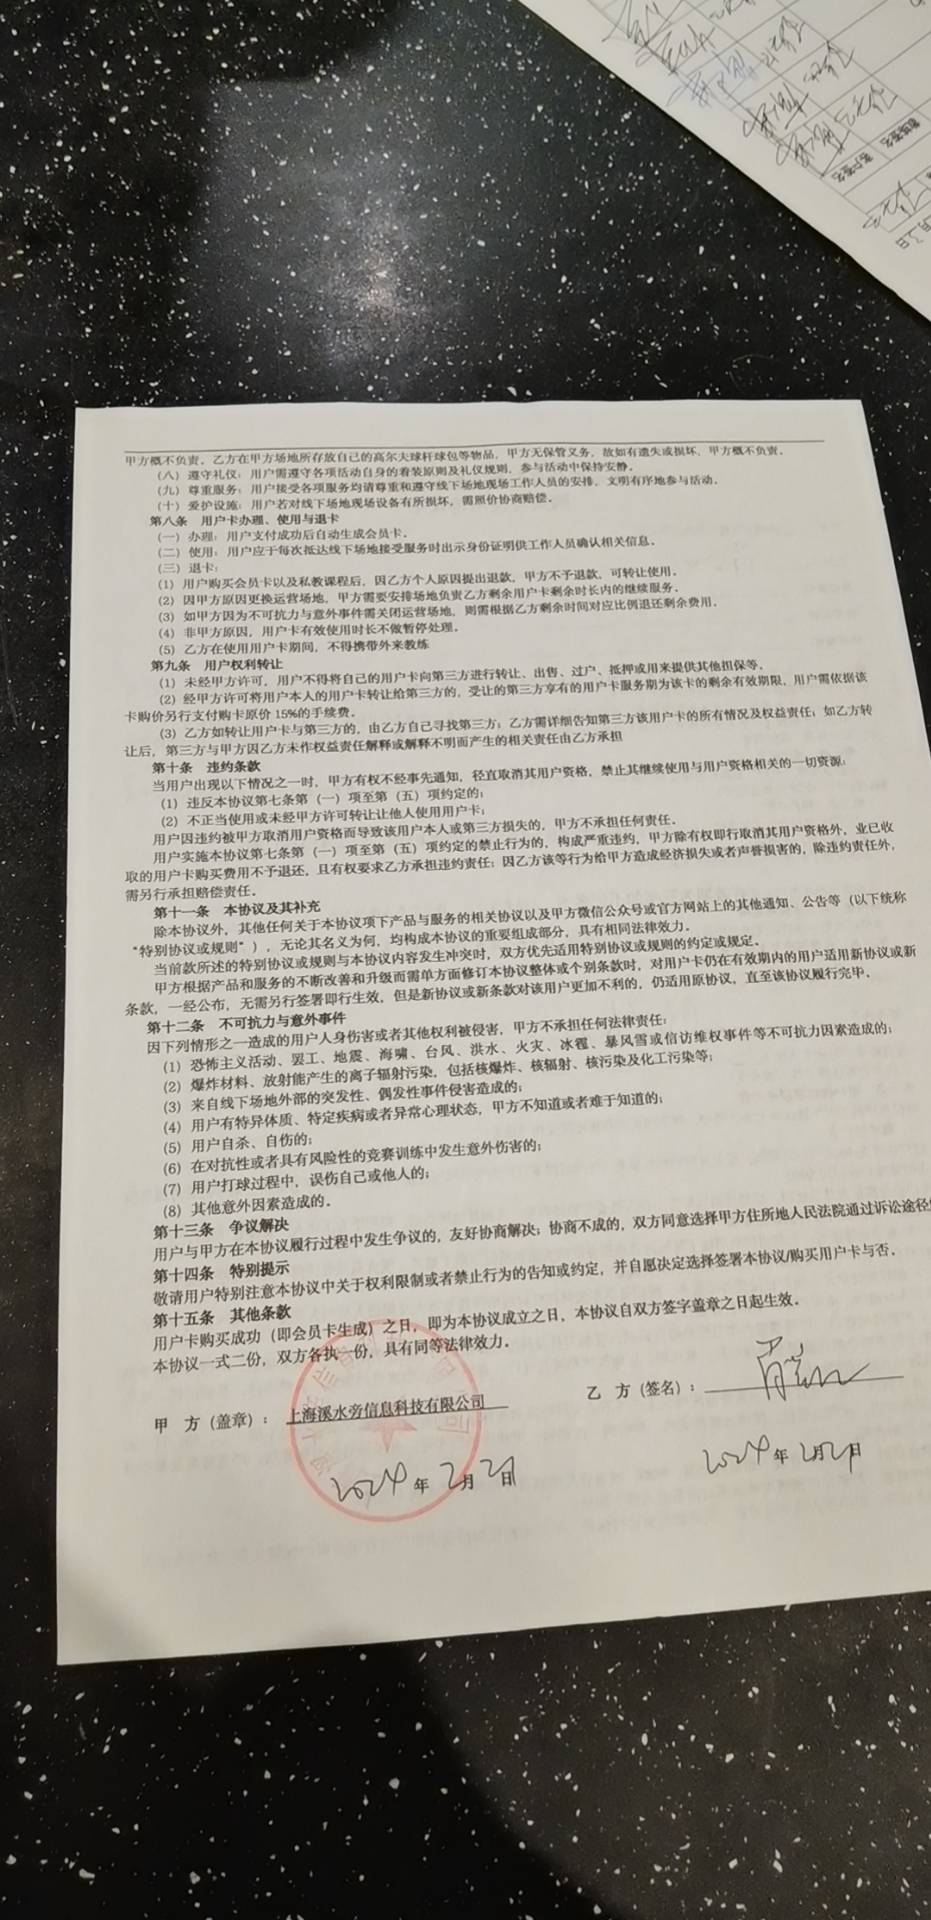 客户签名
月2日
甲方概不负责。乙方在甲方场地所存放自己的高尔夫球杆球包等物品，甲方无保管义务，故如有遗失或损坏，甲方概不负责。
（八）遵守礼仪：用户需遵守各项活动自身的着装原则及礼仪规则，参与活动中保持安静。
（九）尊重服务：用户接受各项服务均请尊重和遵守线下场地现场工作人员的安排，文明有序地参与活动。
（十）爱护设施：用户若对线下场地现场设备有所损坏，需照价协商赔偿。
第八条 用户卡办理、使用与退卡
（一）办理：用户支付成功后自动生成会员卡。
（二）使用：用户应于每次抵达线下场地接受服务时出示身份证明供工作人员确认相关信息。
（三）退卡：
（1）用户购买会员卡以及私教课程后，因乙方个人原因提出退款，甲方不予退款，可转让使用。
（2）因甲方原因更换运营场地，甲方需要安排场地负责乙方剩余用户卡剩余时长内的继续服务。
（3）如甲方因为不可抗力与意外事件需关闭运营场地，则需根据乙方剩余时间对应比例退还剩余费用。
（4）非甲方原因，用户卡有效使用时长不做暂停处理。
（5）乙方在使用用户卡期间，不得携带外来教练
第九条 用户权利转让
（1）未经甲方许可，用户不得将自己的用户卡向第三方进行转让、出售、过户、抵押或用来提供其他担保等。
（2）经甲方许可将用户本人的用户卡转让给第三方的，受让的第三方享有的用户卡服务期为该卡的剩余有效期限，用户需依据该
卡购价另行支付购卡原价 15%的手续费。
（3）乙方如转让用户卡与第三方的，由乙方自己寻找第三方；乙方需详细告知第三方该用户卡的所有情况及权益责任；如乙方转
让后，第三方与甲方因乙方未作权益责任解释或解释不明而产生的相关责任由乙方承担
第十条 违约条款
当用户出现以下情况之一时，甲方有权不经事先通知，径直取消其用户资格，禁止其继续使用与用户资格相关的一切资源：
（1）违反本协议第七条第（一）项至第（五）项约定的；
（2）不正当使用或未经甲方许可转让让他人使用用户卡；
用户因违约被甲方取消用户资格而导致该用户本人或第三方损失的，甲方不承担任何责任。
用户实施本协议第七条第（一）项至第（五）项约定的禁止行为的，构成严重违约，甲方除有权即行取消其用户资格外，业已收
取的用户卡购买费用不予退还，且有权要求乙方承担违约责任；因乙方该等行为给甲方造成经济损失或者声誉损害的，除违约责任外，
需另行承担赔偿责任。
第十一条 本协议及其补充
除本协议外，其他任何关于本协议项下产品与服务的相关协议以及甲方微信公众号或官方网站上的其他通知、公告等（以下统称
“特别协议或规则”），无论其名义为何，均构成本协议的重要组成部分，具有相同法律效力。
当前款所述的特别协议或规则与本协议内容发生冲突时，双方优先适用特别协议或规则的约定或规定。
甲方根据产品和服务的不断改善和升级而需单方面修订本协议整体或个别条款时，对用户卡仍在有效期内的用户适用新协议或新
条款，一经公布，无需另行签署即行生效，但是新协议或新条款对该用户更加不利的，仍适用原协议，直至该协议履行完毕。
第十二条 不可抗力与意外事件
因下列情形之一造成的用户人身伤害或者其他权利被侵害，甲方不承担任何法律责任：
（1）恐怖主义活动、罢工、地震、海啸、台风、洪水、火灾、冰雹、暴风雪或信访维权事件等不可抗力因素造成的；
（2）爆炸材料、放射能产生的离子辐射污染，包括核爆炸、核辐射、核污染及化工污染等；
（3）来自线下场地外部的突发性、偶发性事件侵害造成的；
（4）用户有特异体质、特定疾病或者异常心理状态，甲方不知道或者难于知道的；
（5）用户自杀、自伤的；
（6）在对抗性或者具有风险性的竞赛训练中发生意外伤害的；
（7）用户打球过程中，误伤自己或他人的；
（8）其他意外因素造成的。
第十三条 争议解决
用户与甲方在本协议履行过程中发生争议的，友好协商解决；协商不成的，双方同意选择甲方住所地人民法院通过诉讼途径
第十四条 特别提示
敬请用户特别注意本协议中关于权利限制或者禁止行为的告知或约定，并自愿决定选择签署本协议/购买用户卡与否。
第十五条 其他条款
用户卡购买成功（即会员卡生成）之日，即为本协议成立之日，本协议自双方签字盖章之日起生效。
本协议一式二份，双方各执一份，具有同等法律效力。
甲 方（盖章）： 上海溪水旁信息科技有限公司 乙 方（签名）：
2024 年 2月 2日 2024 年 2月2日